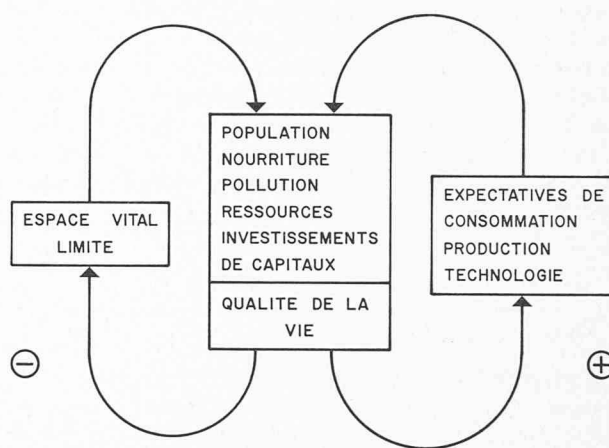 ESPACE VITAL
LIMITE
POPULATION
NOURRITURE
POLLUTION
RESSOURCES
INVESTISSEMENTS
DE CAPITAUX
QUALITE DE LA
VIE
EXPECTATIVES DE
CONSOMMATION
PRODUCTION
TECHNOLOGIE
−
+